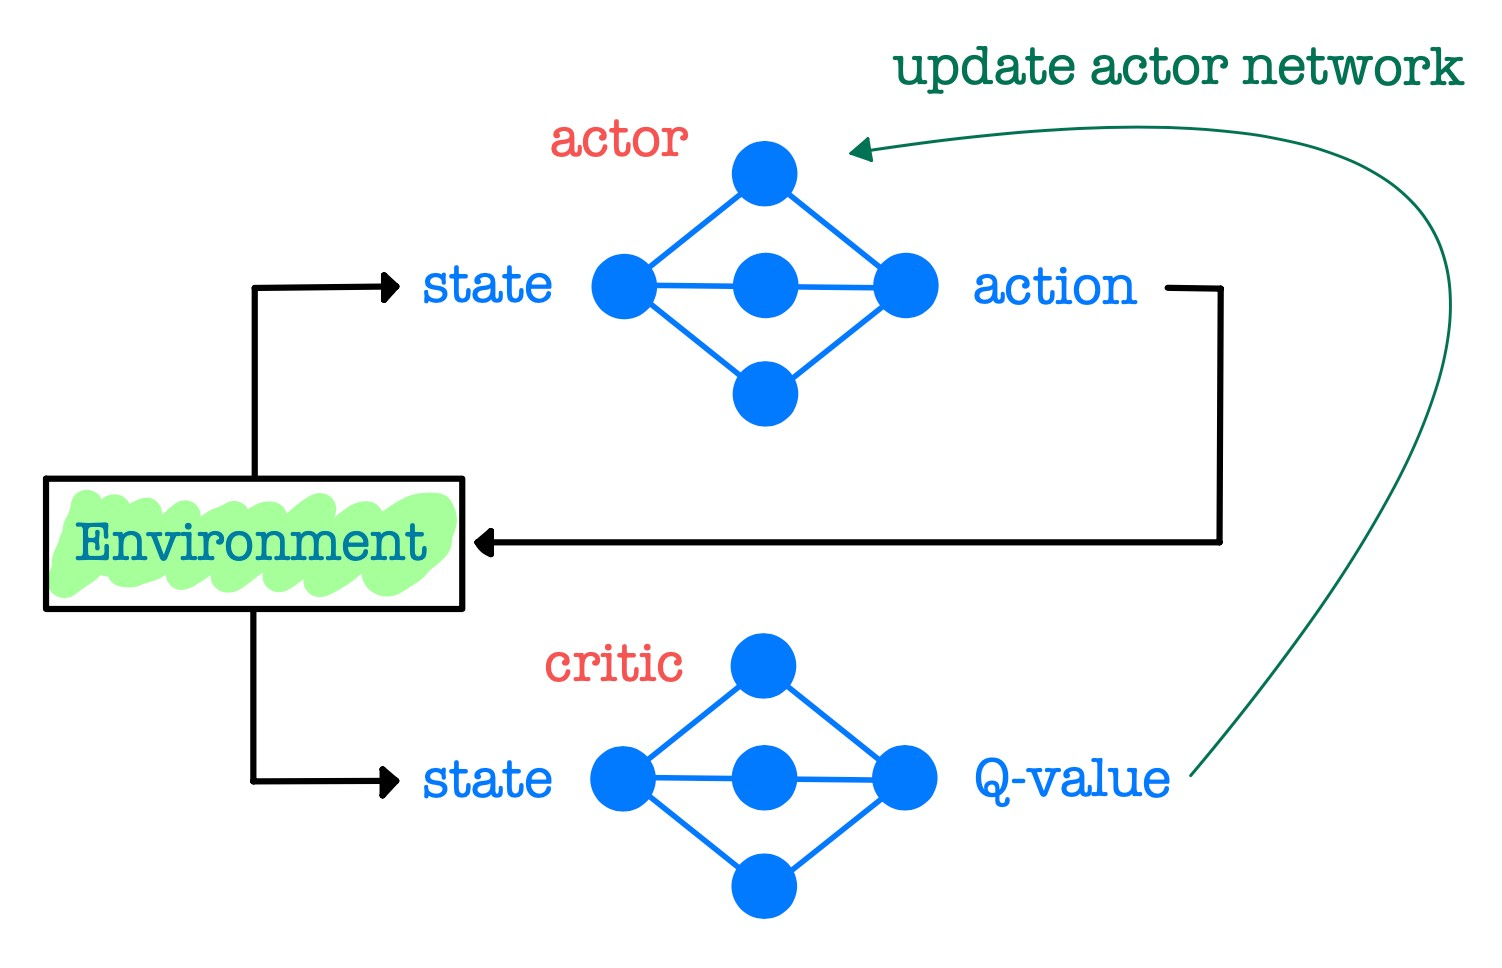 update actor network
actor
state
action
Environment
critic
state
Q-value